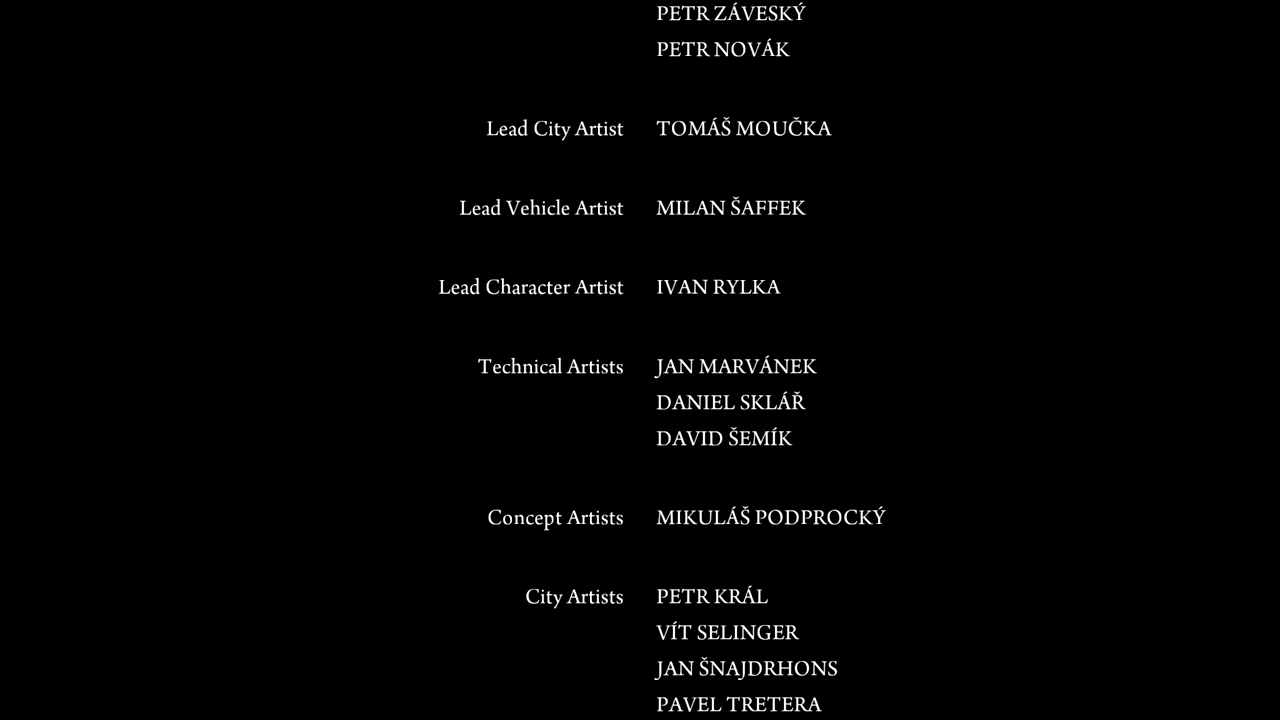 PETR ZÁVESKÝ
PETR NOVÁK
Lead City Artist TOMÁŠ MOUČKA
Lead Vehicle Artist MILAN ŠAFFEK
Lead Character Artist IVAN RYLKA
Technical Artists JAN MARVÁNEK
DANIEL SKLÁŘ
DAVID ŠEMÍK
Concept Artists MIKULÁŠ PODPROCKÝ
City Artists PETR KRÁL
VÍT SELINGER
JAN ŠNAJDRHONS
PAVEL TRETERA